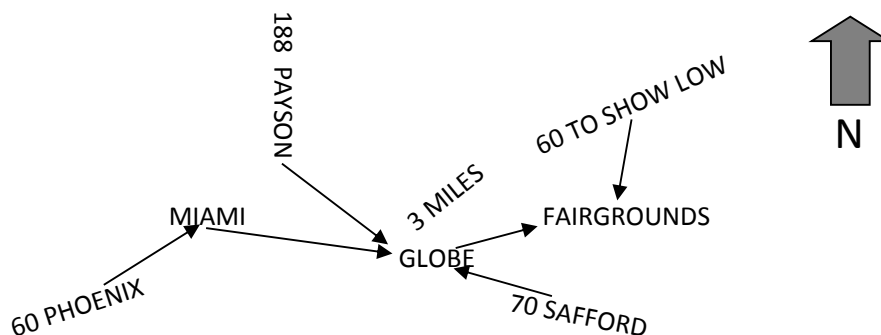 188 PAYSON
60 TO SHOW LOW
N
3 MILES
MIAMI
FAIRGROUNDS
GLOBE
60 PHOENIX
70 SAFFORD